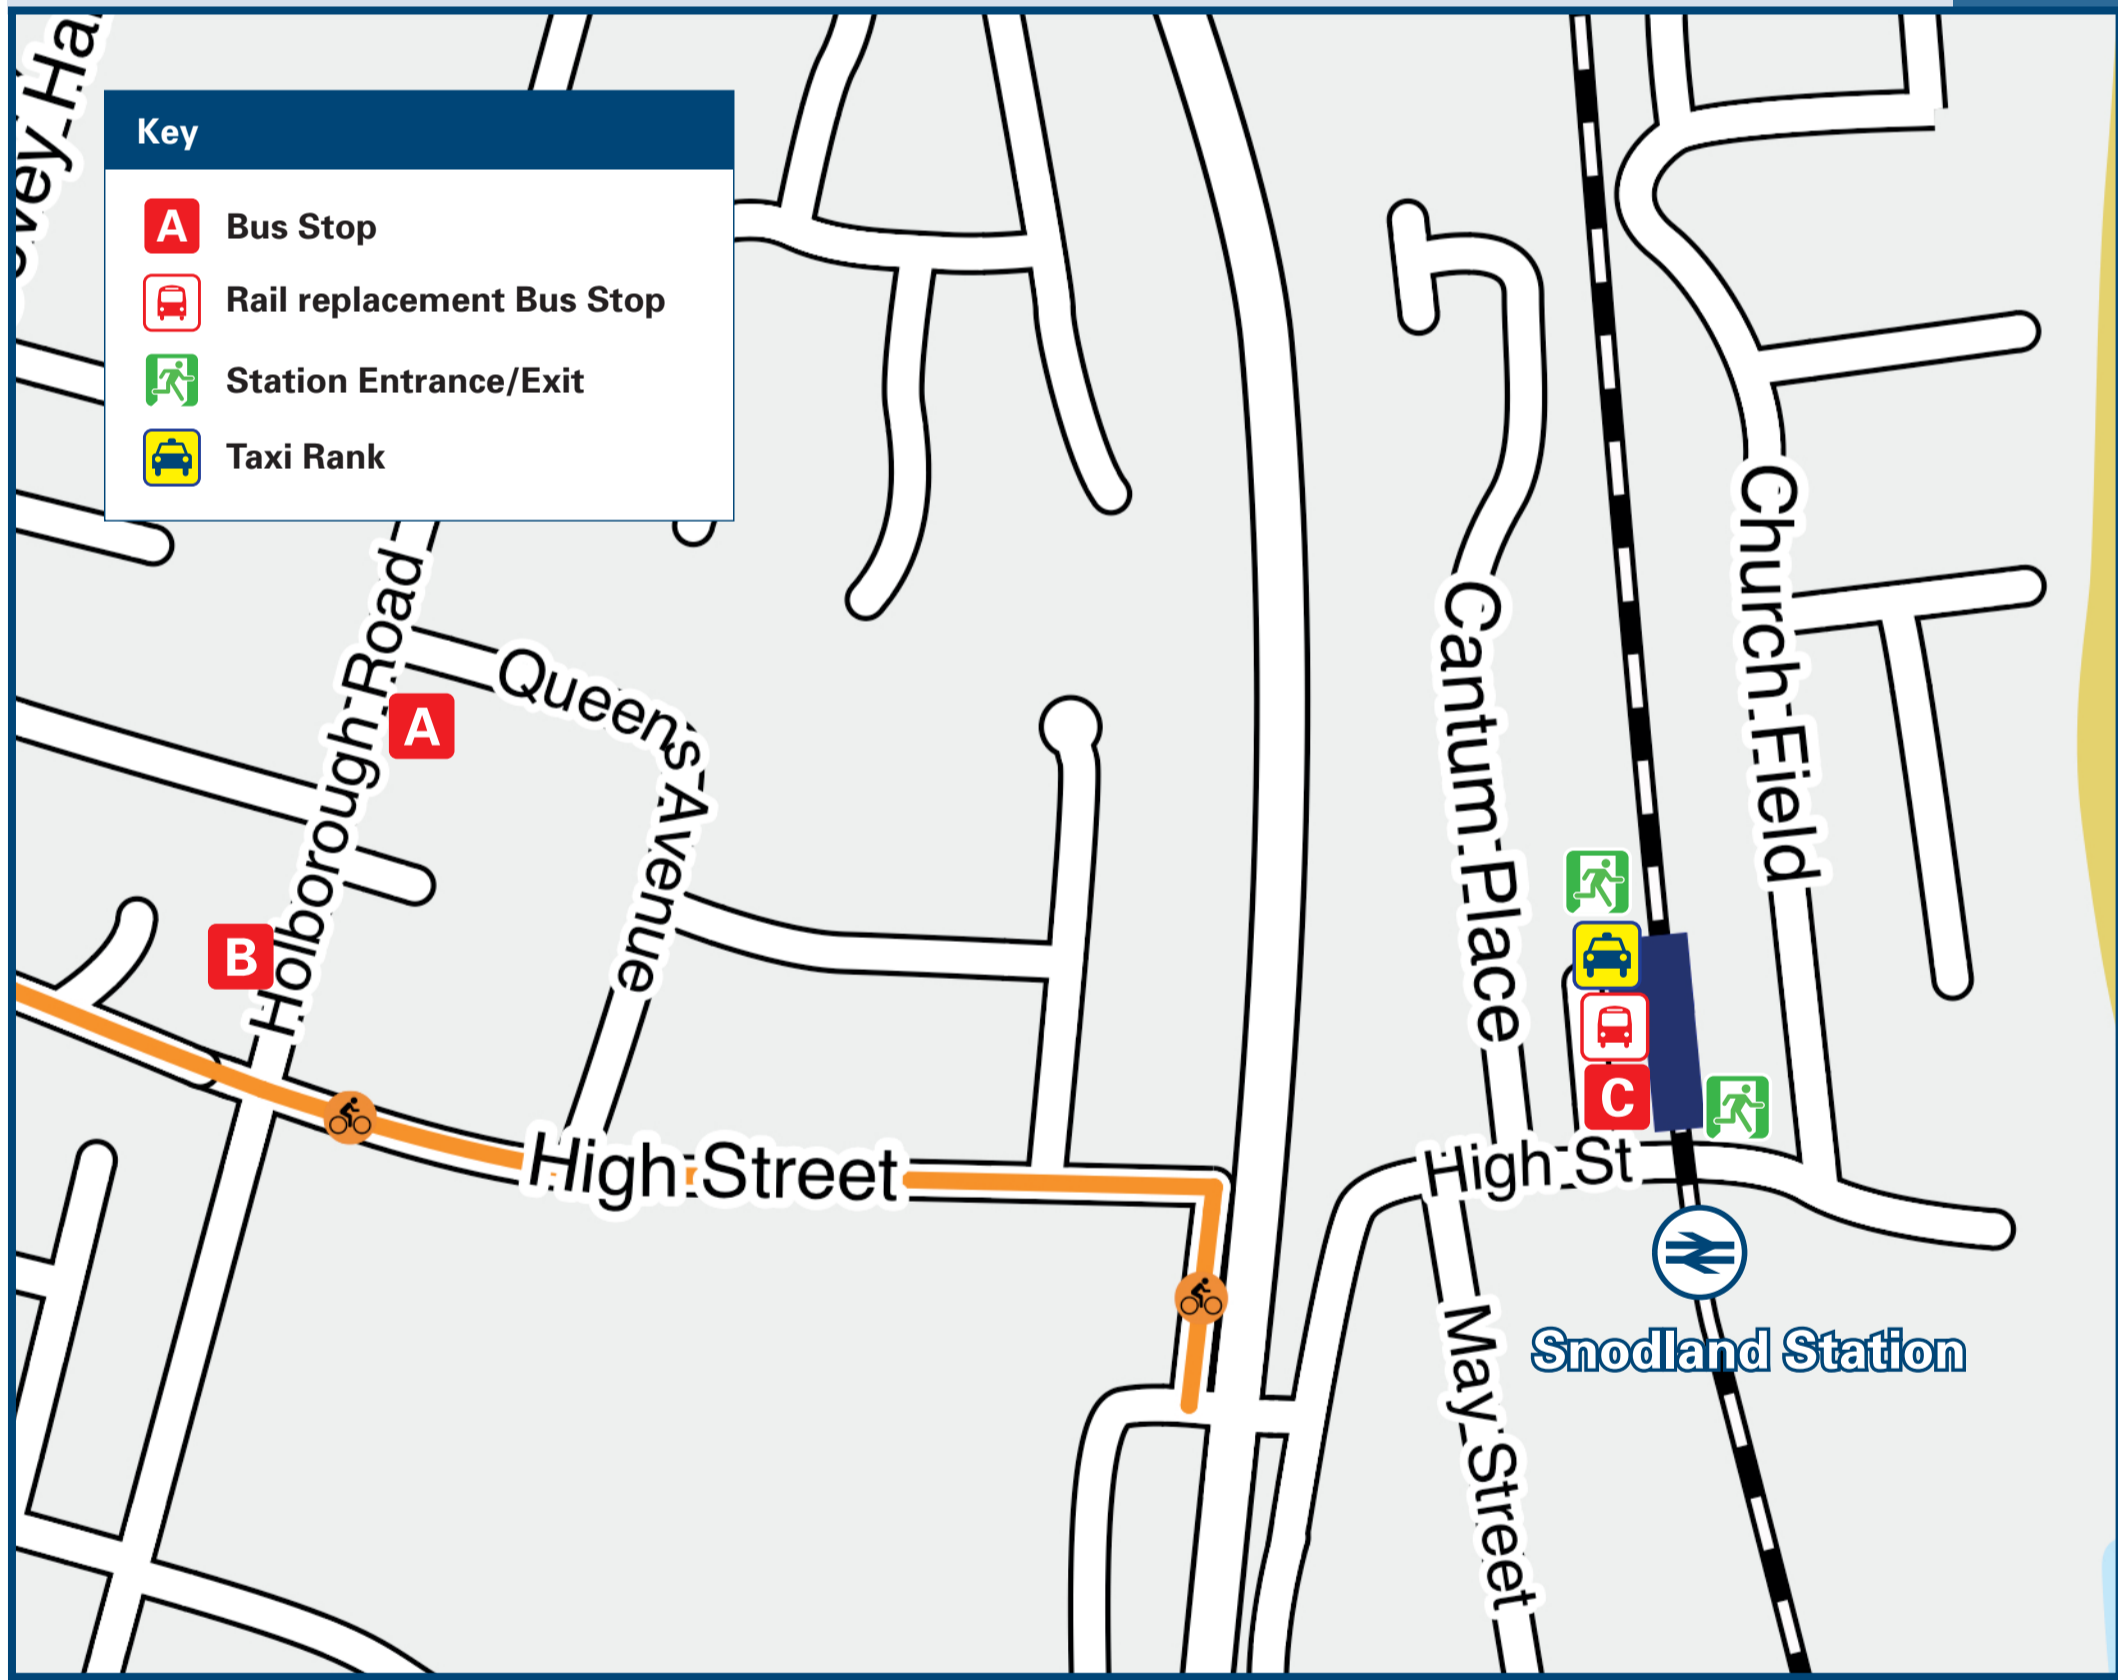 Key
A Bus Stop
Rail replacement Bus Stop
Station Entrance/Exit
Taxi Rank
Holborough Road
Queens Avenue
A
B
High Street
Cantum Place
Church Field
C
High St
May Street
Snodland Station